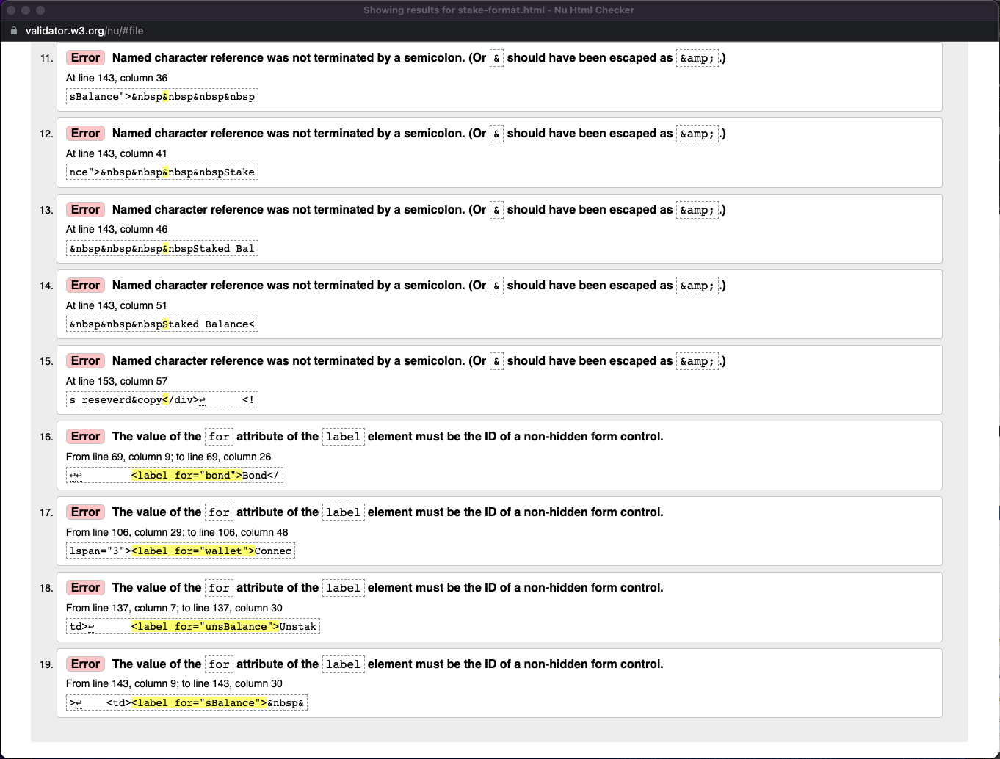 Showing results for stake-format.html - Nu Html Checker
validator.w3.org/nu/#file
11. Error Named character reference was not terminated by a semicolon. (Or & should have been escaped as &amp;.)
At line 143, column 36
sBalance">&nbsp&nbsp&nbsp&nbsp
12. Error Named character reference was not terminated by a semicolon. (Or & should have been escaped as &amp;.)
At line 143, column 41
nce">&nbsp&nbsp&nbsp&nbspStake
13. Error Named character reference was not terminated by a semicolon. (Or & should have been escaped as &amp;.)
At line 143, column 46
&nbsp&nbsp&nbsp&nbspStaked Bal
14. Error Named character reference was not terminated by a semicolon. (Or & should have been escaped as &amp;.)
At line 143, column 51
&nbsp&nbsp&nbspStaked Balance<
15. Error Named character reference was not terminated by a semicolon. (Or & should have been escaped as &amp;.)
At line 153, column 57
s reseverd&copy</div>↩ <!
16. Error The value of the for attribute of the label element must be the ID of a non-hidden form control.
From line 69, column 9; to line 69, column 26
↩↩ <label for="bond">Bond</
17. Error The value of the for attribute of the label element must be the ID of a non-hidden form control.
From line 106, column 29; to line 106, column 48
lspan="3"><label for="wallet">Connec
18. Error The value of the for attribute of the label element must be the ID of a non-hidden form control.
From line 137, column 7; to line 137, column 30
td>↩ <label for="unsBalance">Unstak
19. Error The value of the for attribute of the label element must be the ID of a non-hidden form control.
From line 143, column 9; to line 143, column 30
>↩ <td><label for="sBalance">&nbsp&